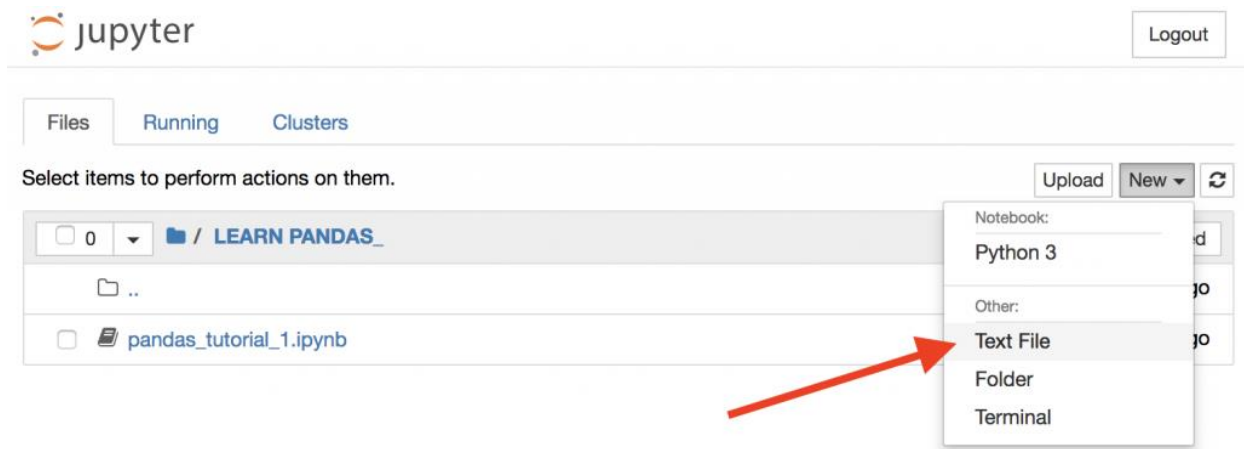 jupyter
Logout
Files Running Clusters
Select items to perform actions on them.
Upload New
0 / LEARN PANDAS_
Notebook:
Python 3
..
Other:
pandas_tutorial_1.ipynb
Text File
Folder
Terminal